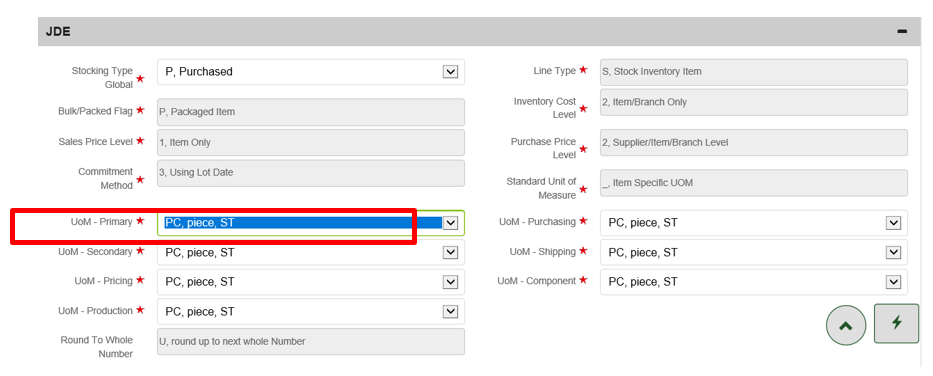 JDE
Stocking Type Global ★ P, Purchased
Line Type ★ S, Stock Inventory Item
Bulk/Packed Flag ★ P, Packaged Item
Inventory Cost Level ★ 2, Item/Branch Only
Sales Price Level ★ 1, Item Only
Purchase Price Level ★ 2, Supplier/Item/Branch Level
Commitment Method ★ 3, Using Lot Date
Standard Unit of Measure ★ _, Item Specific UOM
UoM - Primary ★ PC, piece, ST
UoM - Purchasing ★ PC, piece, ST
UoM - Secondary ★ PC, piece, ST
UoM - Shipping ★ PC, piece, ST
UoM - Pricing ★ PC, piece, ST
UoM - Component ★ PC, piece, ST
UoM - Production ★ PC, piece, ST
Round To Whole Number U, round up to next whole Number